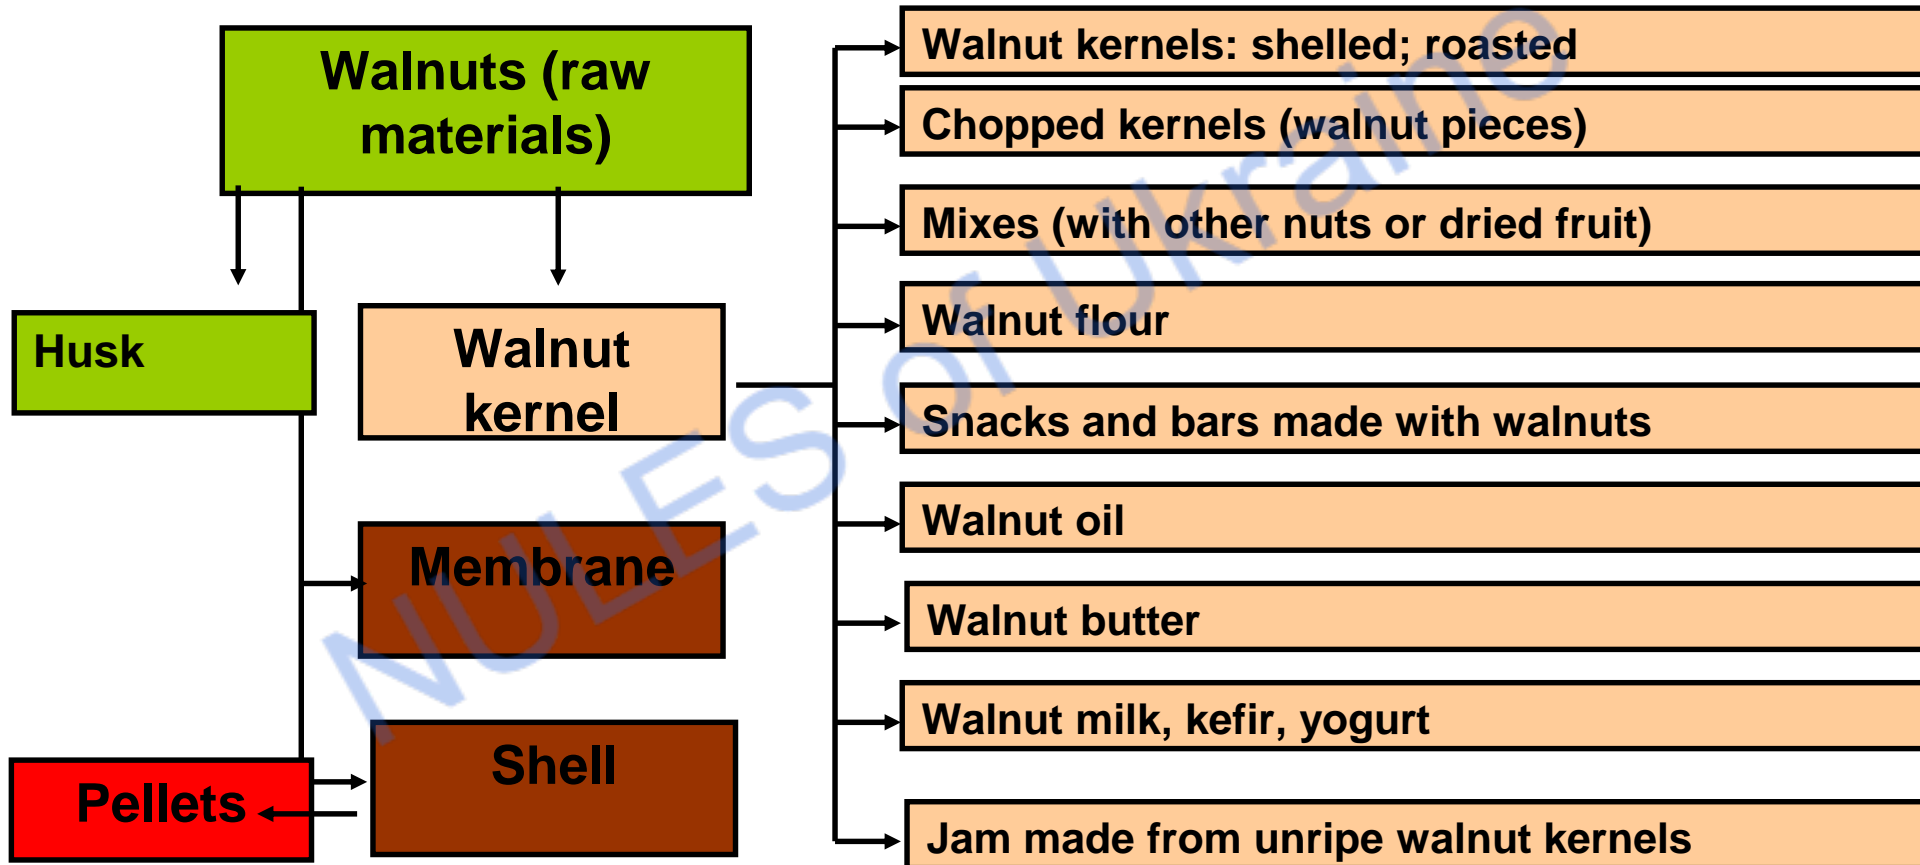 Walnuts (raw
materials)
Husk
Walnut
kernel
Membrane
Shell
Pellets
Walnut kernels: shelled; roasted
Chopped kernels (walnut pieces)
Mixes (with other nuts or dried fruit)
Walnut flour
Snacks and bars made with walnuts
Walnut oil
Walnut butter
Walnut milk, kefir, yogurt
Jam made from unripe walnut kernels
NULES of Ukraine